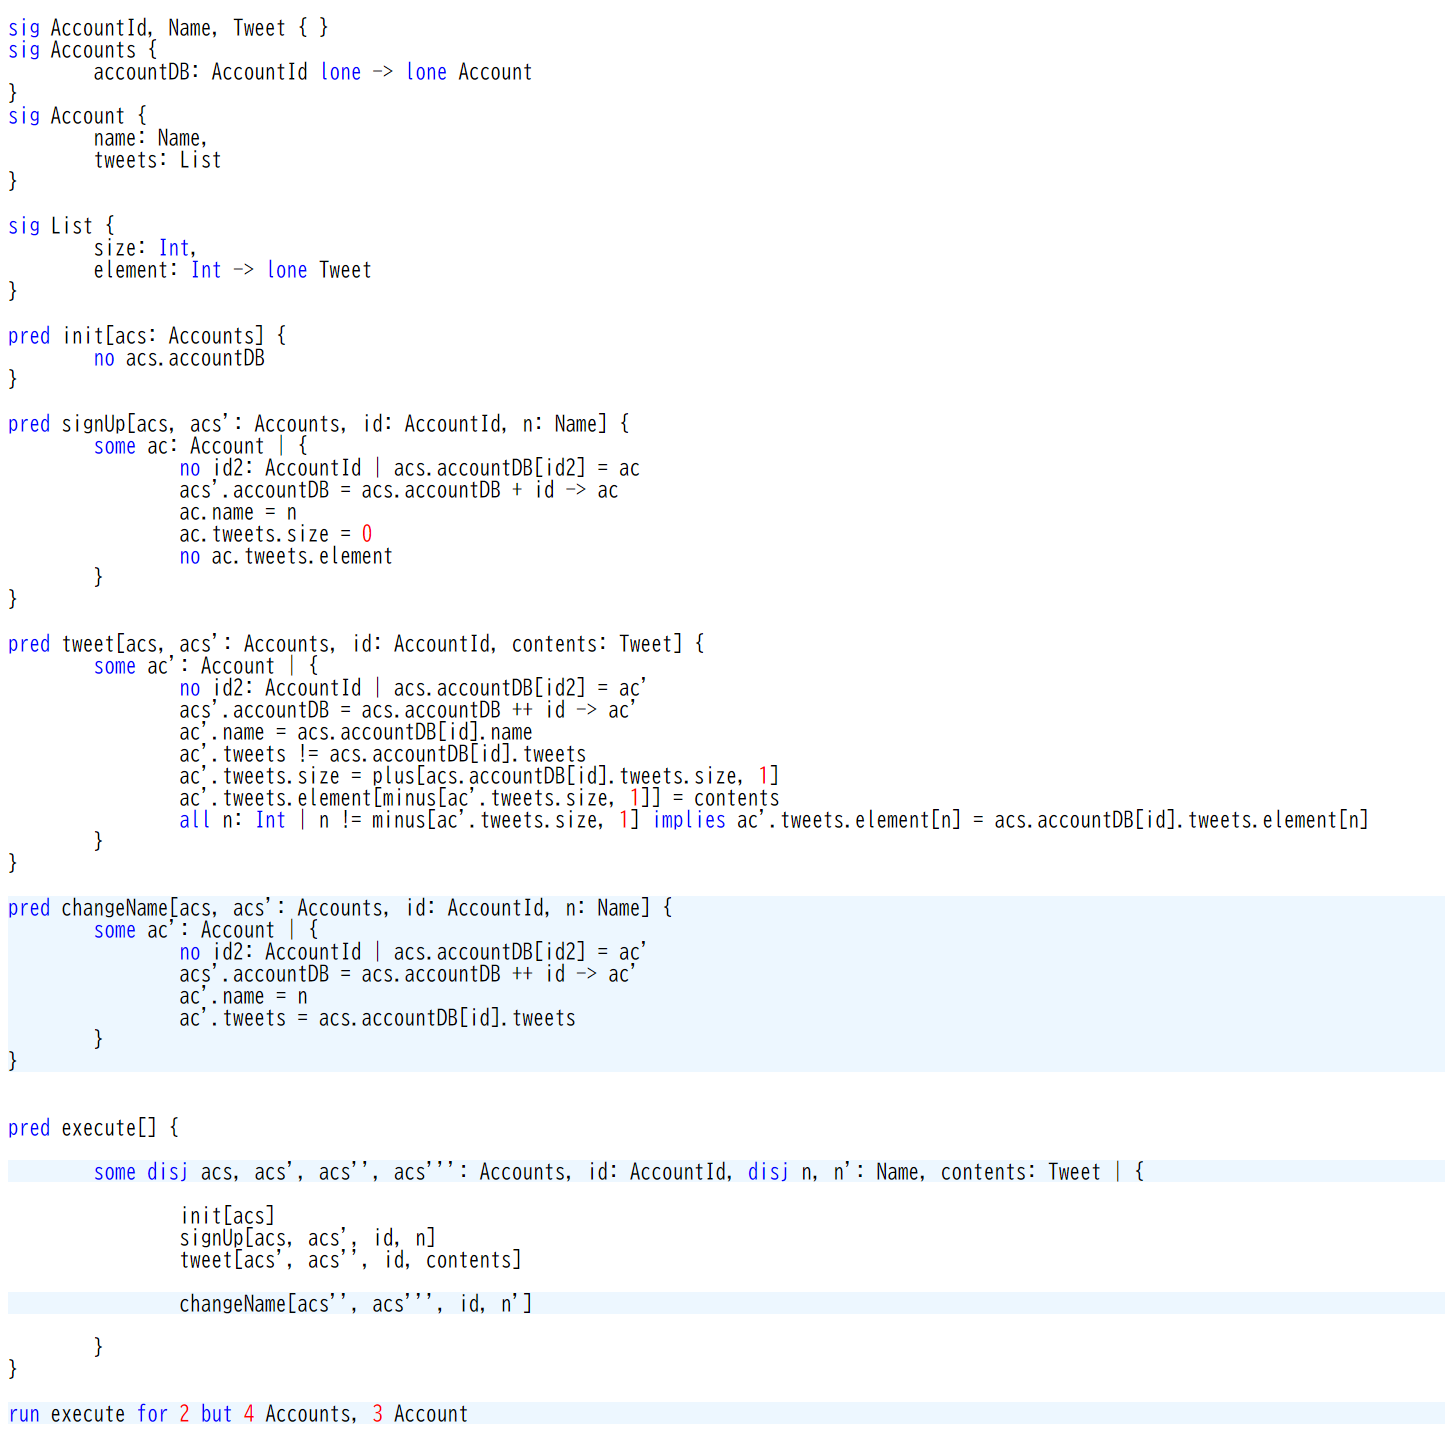 sig AccountId, Name, Tweet { }
sig Accounts {
        accountDB: AccountId lone -> lone Account
}
sig Account {
        name: Name,
        tweets: List
}
sig List {
        size: Int,
        element: Int -> lone Tweet
}
pred init[acs: Accounts] {
        no acs.accountDB
}
pred signUp[acs, acs': Accounts, id: AccountId, n: Name] {
        some ac: Account | {
                no id2: AccountId | acs.accountDB[id2] = ac
                acs'.accountDB = acs.accountDB + id -> ac
                ac.name = n
                ac.tweets.size = 0
                no ac.tweets.element
        }
}
pred tweet[acs, acs': Accounts, id: AccountId, contents: Tweet] {
        some ac': Account | {
                no id2: AccountId | acs.accountDB[id2] = ac'
                acs'.accountDB = acs.accountDB ++ id -> ac'
                ac'.name = acs.accountDB[id].name
                ac'.tweets != acs.accountDB[id].tweets
                ac'.tweets.size = plus[acs.accountDB[id].tweets.size, 1]
                ac'.tweets.element[minus[ac'.tweets.size, 1]] = contents
                all n: Int | n != minus[ac'.tweets.size, 1] implies ac'.tweets.element[n] = acs.accountDB[id].tweets.element[n]
        }
}
pred changeName[acs, acs': Accounts, id: AccountId, n: Name] {
        some ac': Account | {
                no id2: AccountId | acs.accountDB[id2] = ac'
                acs'.accountDB = acs.accountDB ++ id -> ac'
                ac'.name = n
                ac'.tweets = acs.accountDB[id].tweets
        }
}
pred execute[] {
        some disj acs, acs', acs'', acs''': Accounts, id: AccountId, disj n, n': Name, contents: Tweet | {
                init[acs]
                signUp[acs, acs', id, n]
                tweet[acs', acs'', id, contents]
                changeName[acs'', acs''', id, n']
        }
}
run execute for 2 but 4 Accounts, 3 Account